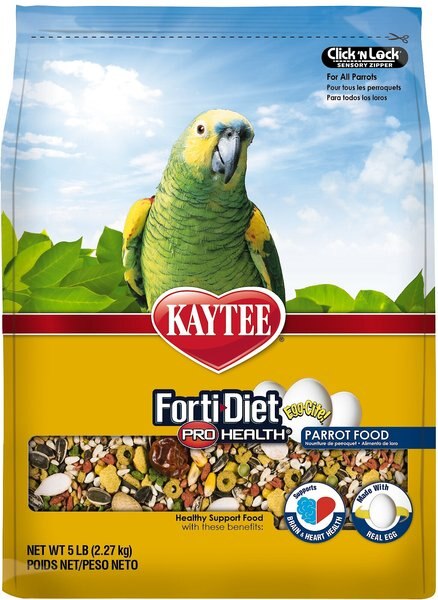 Click 'N Lock®
SENSORY ZIPPER
For All Parrots
Pour tous les perroquets
Para todos los loros
KAYTEE®
Forti•Diet
Egg-Cite!
PRO HEALTH®
PARROT FOOD
Nourriture de perroquet • Alimento de loro
Supports
BRAIN & HEART HEALTH
Made With
REAL EGG
Healthy Support Food
with these benefits:
NET WT 5 LB (2.27 kg)
POIDS NET/PESO NETO